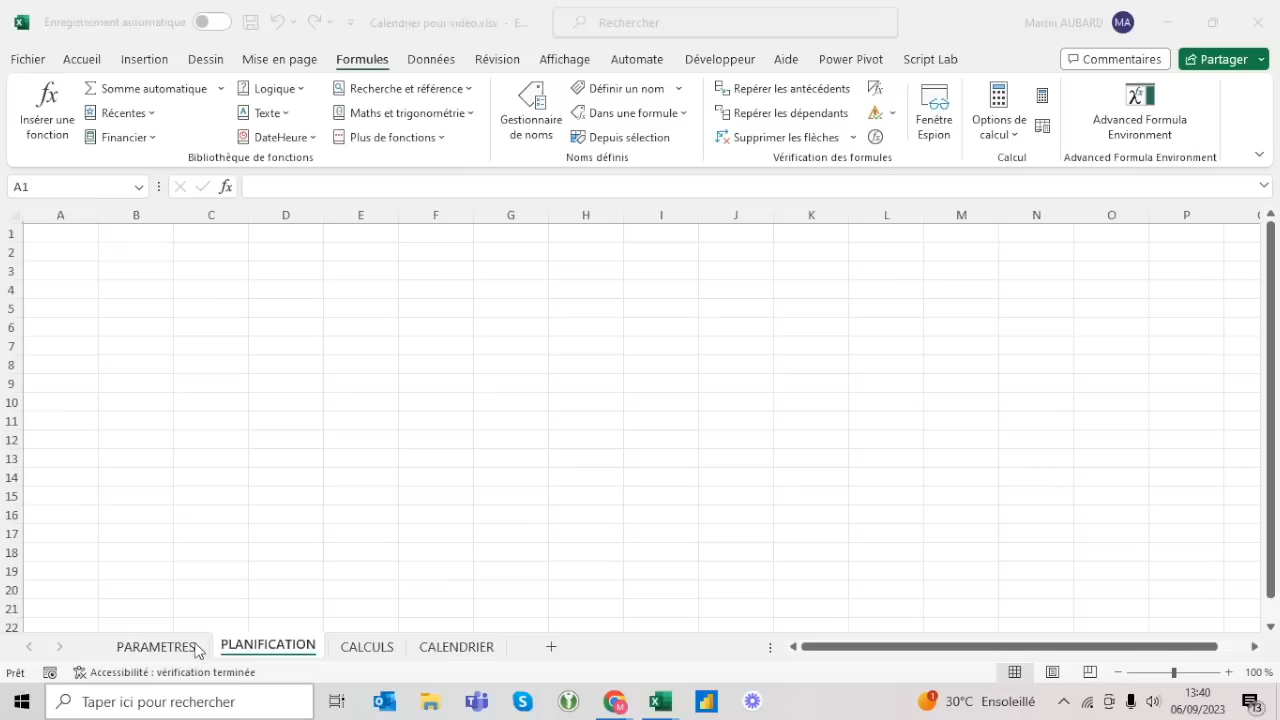 Enregistrement automatique
Calendrier pour vidéo.xlsx - E...
Rechercher
Martin AUBARD
MA
Fichier Accueil Insertion Dessin Mise en page Formules Données Révision Affichage Automate Développeur Aide Power Pivot Script Lab
Commentaires
Partager
fx
Insérer une
fonction
Somme automatique
Récentes
Financier
Logique
Texte
DateHeure
Recherche et référence
Maths et trigonométrie
Plus de fonctions
Bibliothèque de fonctions
Gestionnaire
de noms
Définir un nom
Dans une formule
Depuis sélection
Noms définis
Repérer les antécédents
Repérer les dépendants
Supprimer les flèches
Vérification des formules
Fenêtre
Espion
Options de
calcul
Calcul
Advanced Formula
Environment
Advanced Formula Environment
A1
fx
A B C D E F G H I J K L M N O P
1
2
3
4
5
6
7
8
9
10
11
12
13
14
15
16
17
18
19
20
21
22
PARAMETRES PLANIFICATION CALCULS CALENDRIER
Prêt
Accessibilité : vérification terminée
100 %
Taper ici pour rechercher
30°C Ensoleillé
13:40
06/09/2023